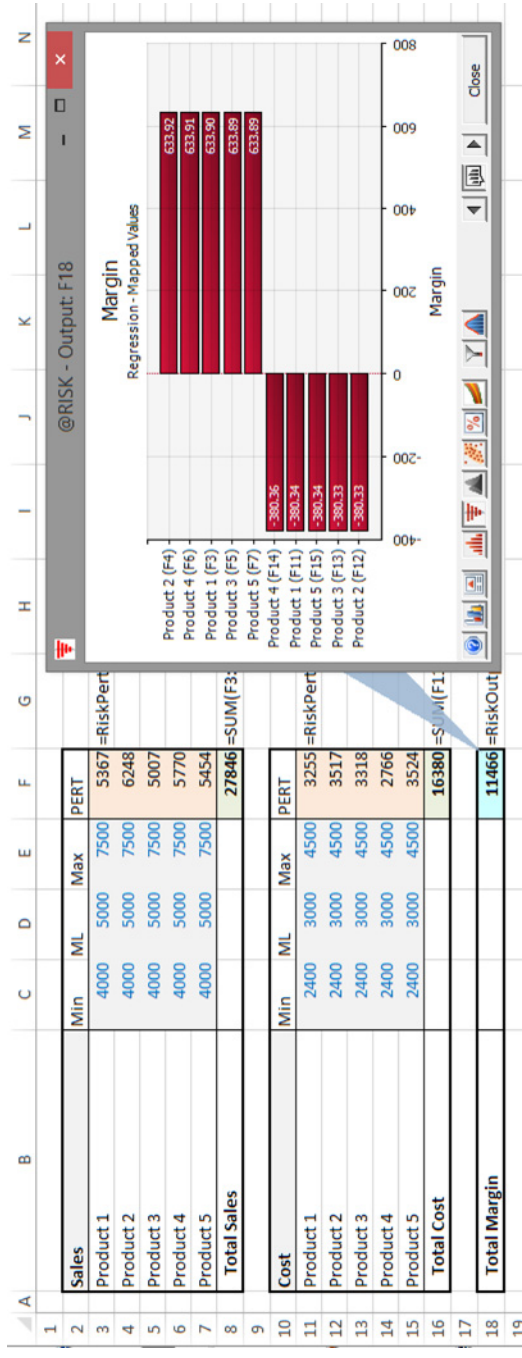 A B C D E F G H I J K L M N
1
2 Sales Min ML Max PERT
3 Product 1 4000 5000 7500 5367 =RiskPert
4 Product 2 4000 5000 7500 6248
5 Product 3 4000 5000 7500 5007
6 Product 4 4000 5000 7500 5770
7 Product 5 4000 5000 7500 5454
8 Total Sales 27846 =SUM(F3:
9
10 Cost Min ML Max PERT
11 Product 1 2400 3000 4500 3255 =RiskPert
12 Product 2 2400 3000 4500 3517
13 Product 3 2400 3000 4500 3318
14 Product 4 2400 3000 4500 2766
15 Product 5 2400 3000 4500 3524
16 Total Cost 16380 =SUM(F1:
17
18 Total Margin 11466 =RiskOut
19
@RISK - Output: F18
Margin
Regression - Mapped Values
Product 2 (F4) 633.92
Product 4 (F6) 633.91
Product 1 (F3) 633.90
Product 3 (F5) 633.89
Product 5 (F7) 633.89
Product 4 (F14) -380.36
Product 1 (F11) -380.34
Product 5 (F15) -380.34
Product 3 (F13) -380.33
Product 2 (F12) -380.33
-400 -200 0 200 400 600 800
Margin
Close